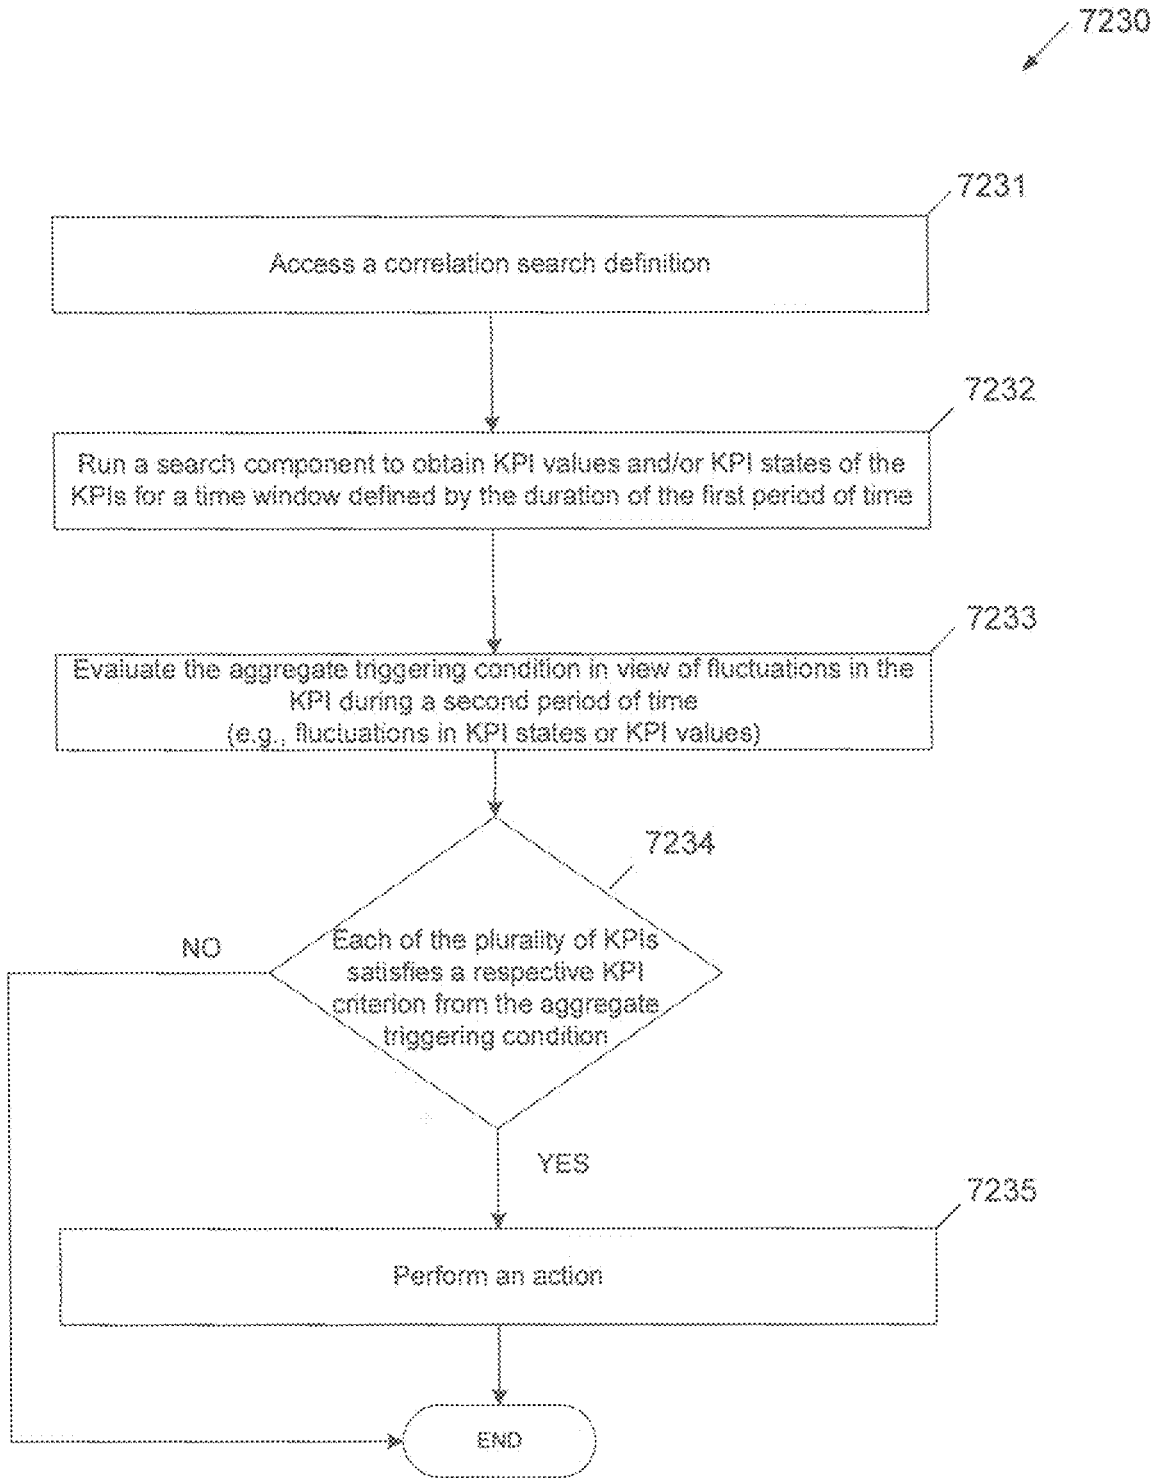 7230
7231
Access a correlation search definition
7232
Run a search component to obtain KPI values and/or KPI states of the
KPIs for a time window defined by the duration of the first period of time
7233
Evaluate the aggregate triggering condition in view of fluctuations in the
KPI during a second period of time
(e.g., fluctuations in KPI states or KPI values)
7234
NO
Each of the plurality of KPIs
satisfies a respective KPI
criterion from the aggregate
triggering condition
YES
7235
Perform an action
END